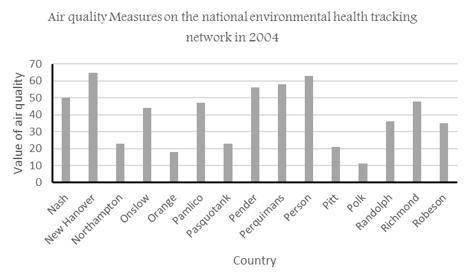 Air quality Measures on the national environmental health tracking
network in 2004
Value of air quality
70
60
50
40
30
20
10
0
Nash
New Hanover
Northampton
Onslow
Orange
Pamlico
Pasquotank
Pender
Perquimans
Person
Pitt
Polk
Randolph
Richmond
Robeson
Country